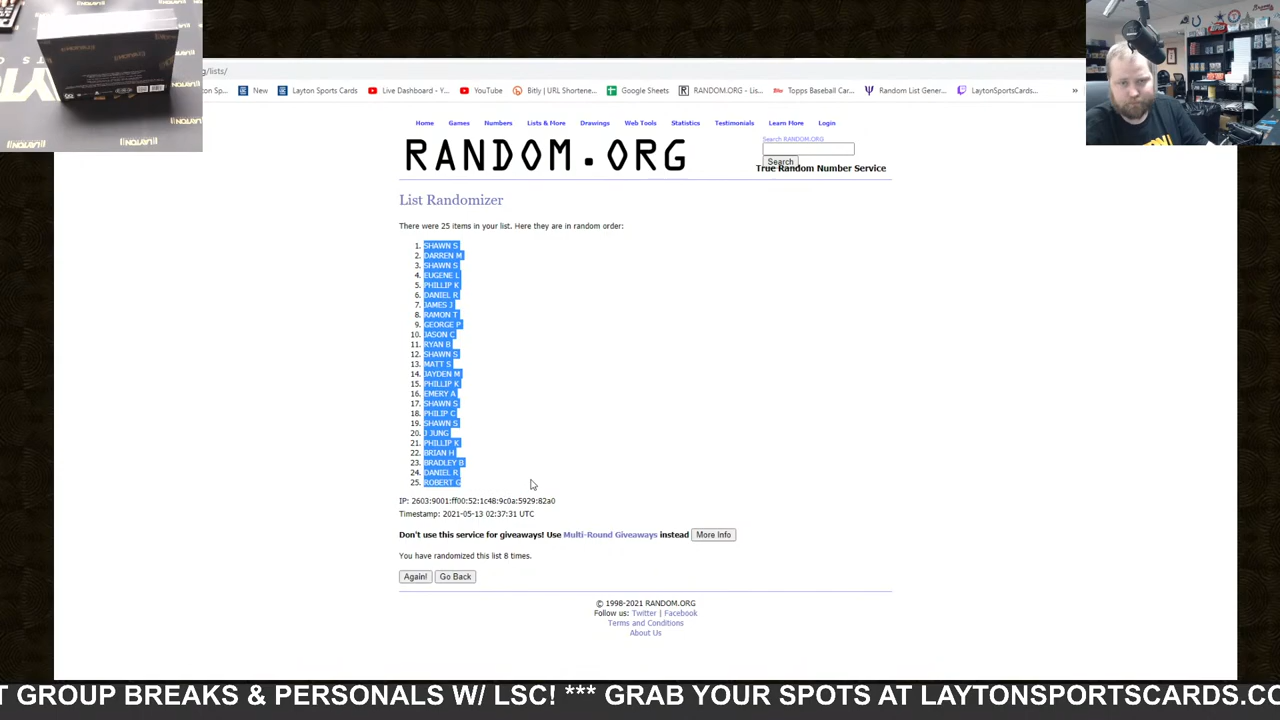 g/lists/
on Sp...
New
Layton Sports Cards
Live Dashboard - Y...
YouTube
Bitly | URL Shortene...
Google Sheets
RANDOM.ORG - Lis...
Topps Baseball Car...
Random List Gener...
LaytonSportsCards...
»
Home Games Numbers Lists & More Drawings Web Tools Statistics Testimonials Learn More Login
RANDOM.ORG
Search RANDOM.ORG
Search
True Random Number Service
List Randomizer
There were 25 items in your list. Here they are in random order:
1. SHAWN S
2. DARREN M
3. SHAWN S
4. EUGENE L
5. PHILLIP K
6. DANIEL R
7. JAMES J
8. RAMON T
9. GEORGE P
10. JASON C
11. RYAN B
12. SHAWN S
13. MATT S
14. JAYDEN M
15. PHILLIP K
16. EMERY A
17. SHAWN S
18. PHILIP C
19. SHAWN S
20. J JUNG
21. PHILLIP K
22. BRIAN H
23. BRADLEY B
24. DANIEL R
25. ROBERT G
IP: 2603:9001:ff00:52:1c48:9c0a:5929:82a0
Timestamp: 2021-05-13 02:37:31 UTC
Don't use this service for giveaways! Use Multi-Round Giveaways instead More Info
You have randomized this list 8 times.
Again! Go Back
© 1998-2021 RANDOM.ORG
Follow us: Twitter | Facebook
Terms and Conditions
About Us
T GROUP BREAKS & PERSONALS W/ LSC! *** GRAB YOUR SPOTS AT LAYTONSPORTSCARDS.CO